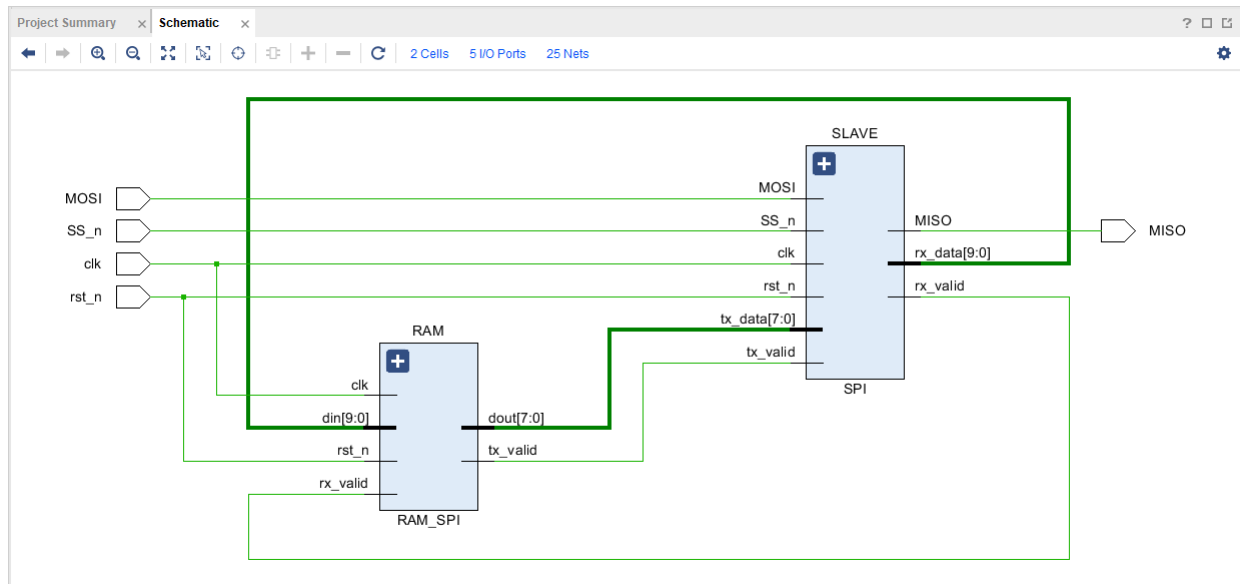 Project Summary × Schematic ×
2 Cells 5 I/O Ports 25 Nets
SLAVE
MOSI MOSI
SS_n SS_n MISO MISO
clk clk rx_data[9:0]
rst_n rst_n rx_valid
tx_data[7:0]
RAM
tx_valid
clk SPI
din[9:0] dout[7:0]
rst_n tx_valid
rx_valid
RAM_SPI